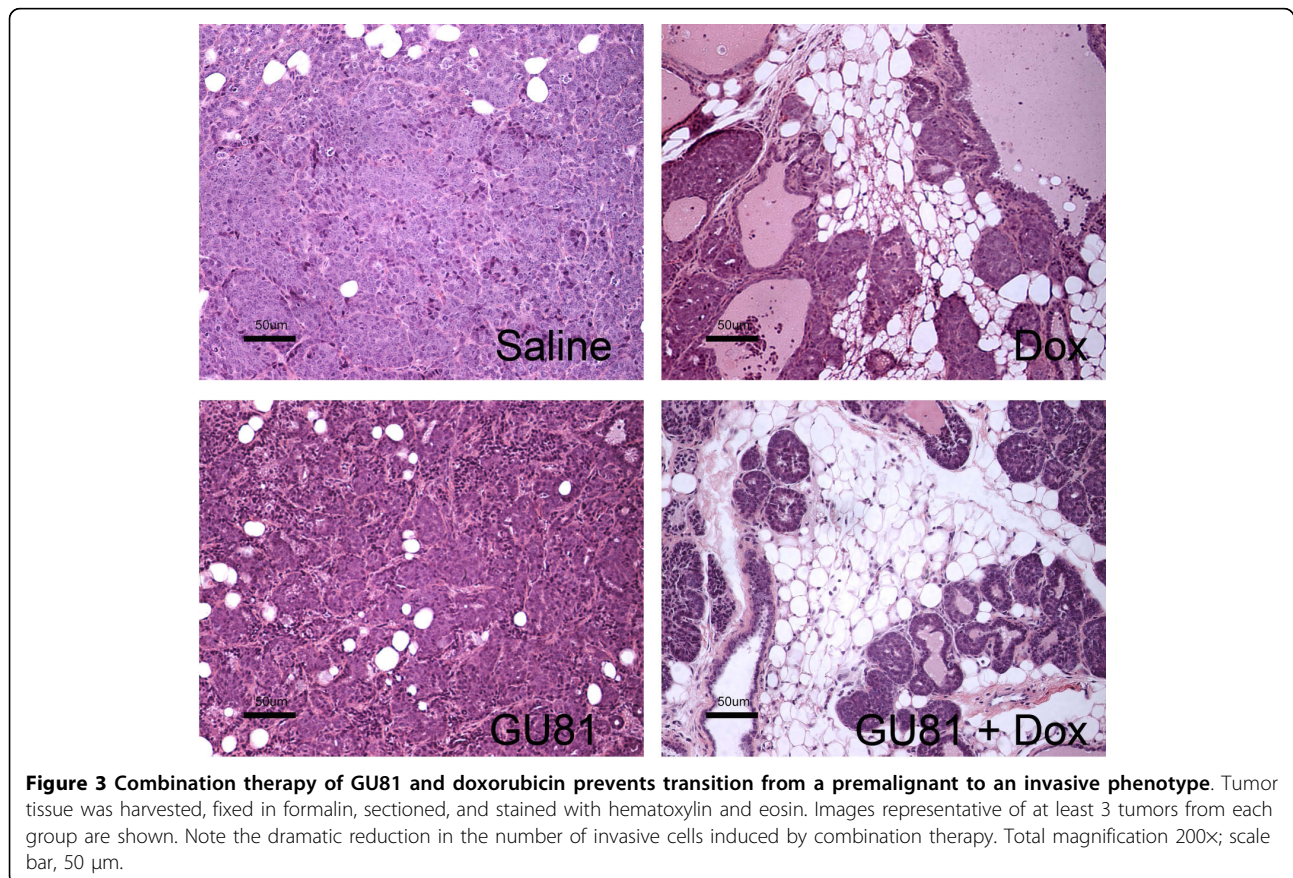 50um
Saline
50um
Dox
50um
GU81
50um
GU81 + Dox
Figure 3 Combination therapy of GU81 and doxorubicin prevents transition from a premalignant to an invasive phenotype. Tumor
tissue was harvested, fixed in formalin, sectioned, and stained with hematoxylin and eosin. Images representative of at least 3 tumors from each
group are shown. Note the dramatic reduction in the number of invasive cells induced by combination therapy. Total magnification 200×; scale
bar, 50 μm.